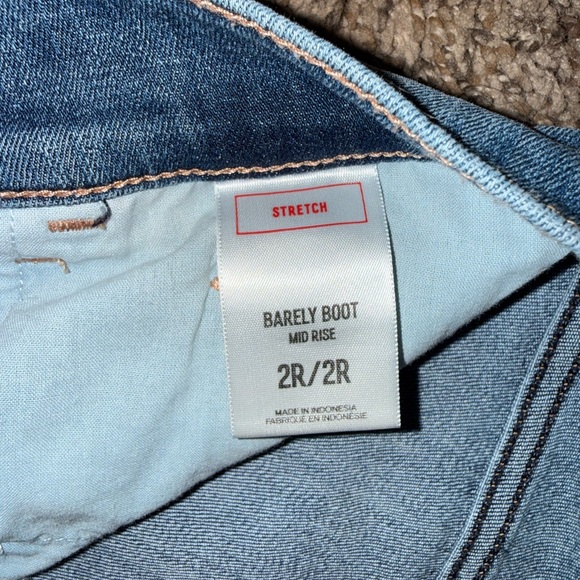 STRETCH
BARELY BOOT
MID RISE
2R/2R
MADE IN INDONESIA
FABRIQUÉ EN INDONÉSIE